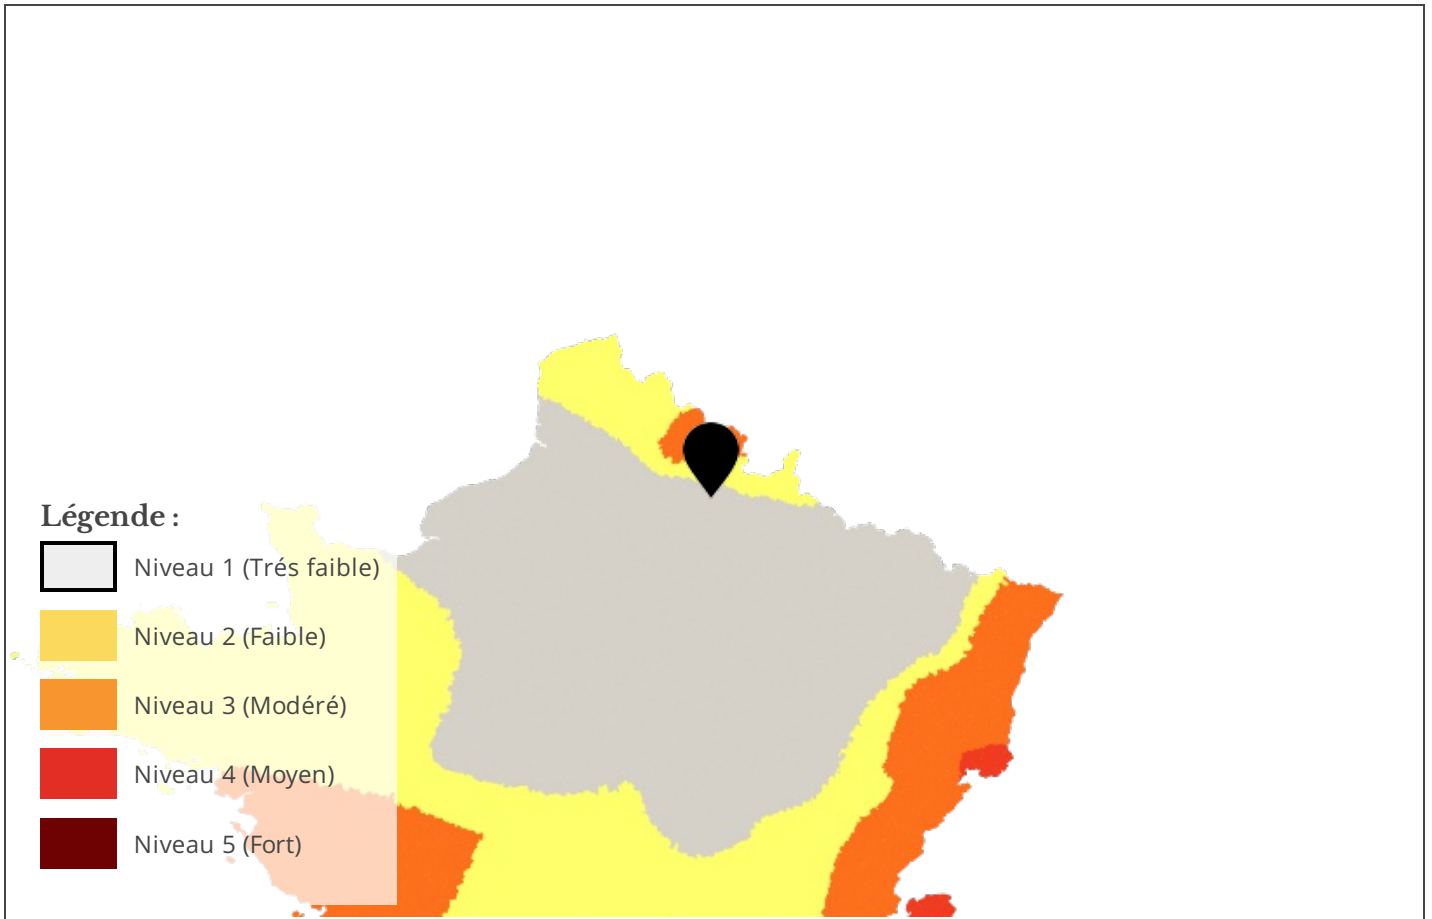 Légende :
Niveau 1 (Trés faible)
Niveau 2 (Faible)
Niveau 3 (Modéré)
Niveau 4 (Moyen)
Niveau 5 (Fort)